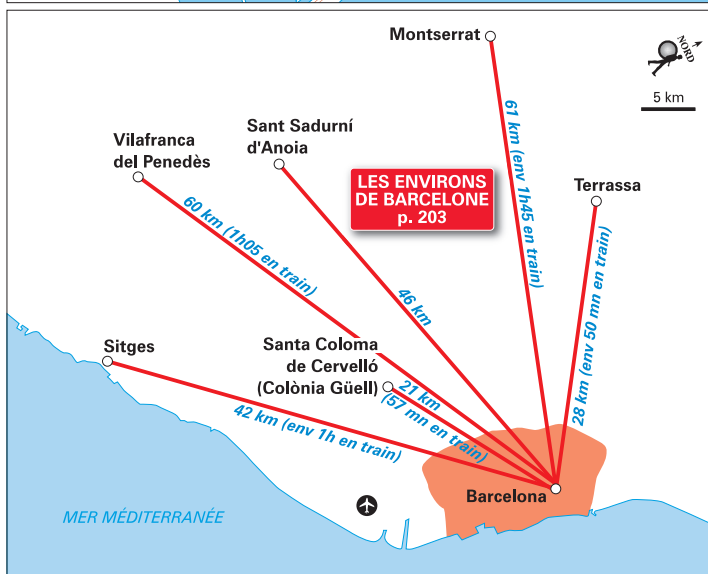 Montserrat
NORD
5 km
Sant Sadurní
d'Anoia
Vilafranca
del Penedès
LES ENVIRONS
DE BARCELONE
p. 203
Terrassa
61 km (env 1h45 en train)
60 km (1h05 en train)
46 km
28 km (env 50 mn en train)
Sitges
Santa Coloma
de Cervelló
(Colònia Güell)
21 km
(57 mn en train)
42 km (env 1h en train)
Barcelona
MER MÉDITERRANÉE